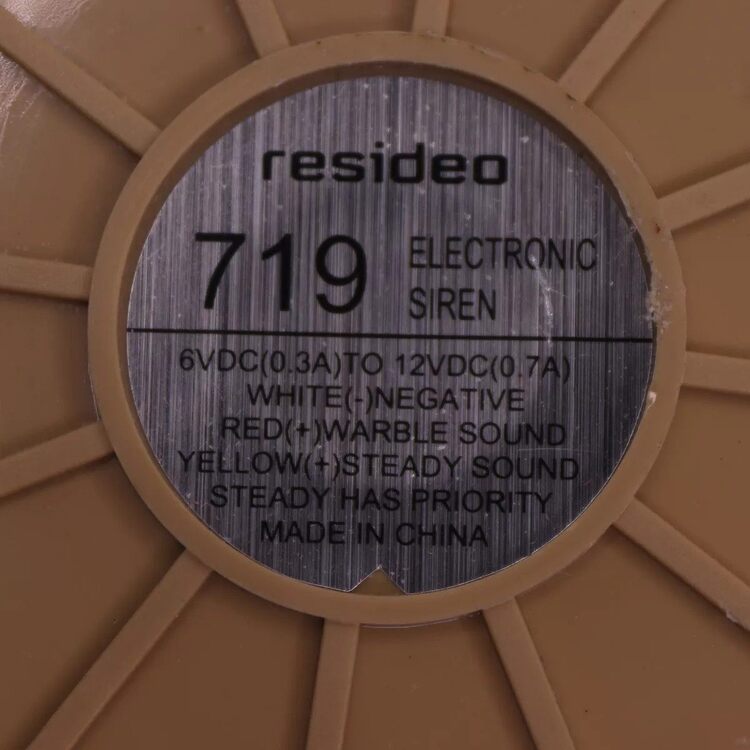 resideo
719 ELECTRONIC
SIREN
6VDC(0.3A)TO 12VDC(0.7A)
WHITE(-)NEGATIVE
RED(+)WARBLE SOUND
YELLOW(+)STEADY SOUND
STEADY HAS PRIORITY
MADE IN CHINA